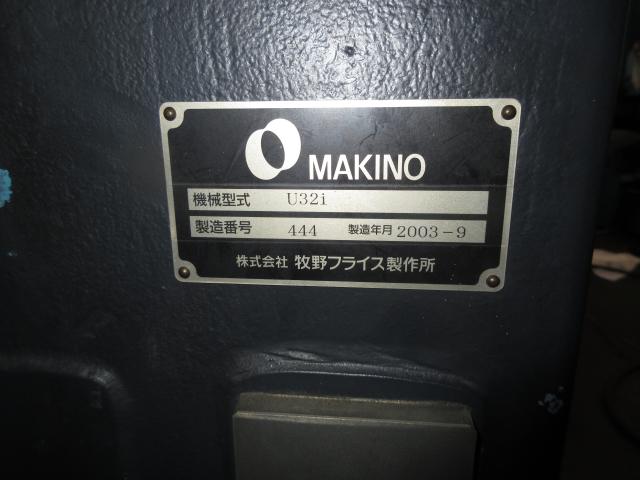 MAKINO
機械型式 U32i
製造番号 444 製造年月 2003-9
株式会社 牧野フライス製作所